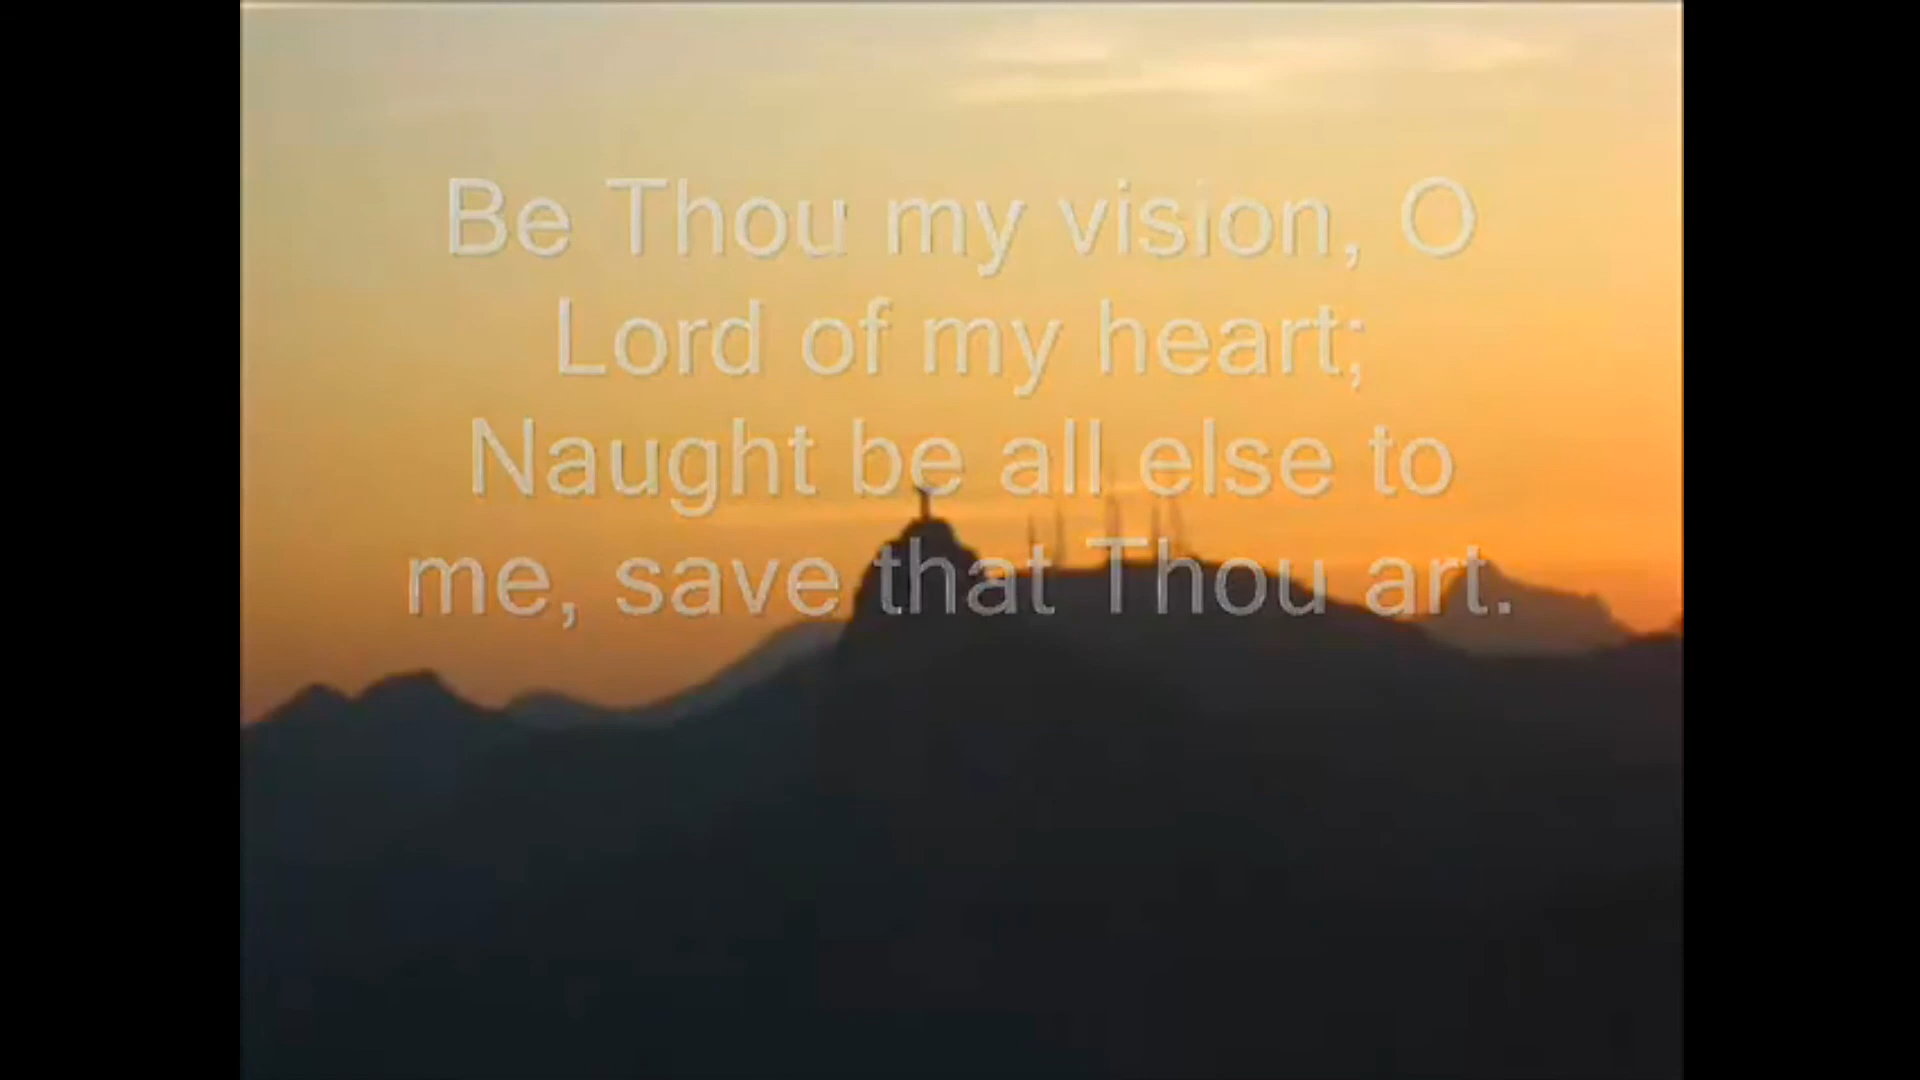 Be Thou my vision, O
Lord of my heart;
Naught be all else to
me, save that Thou art.